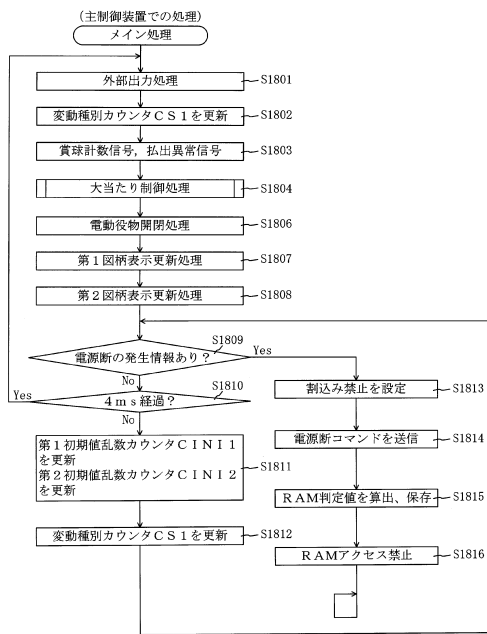 (主制御装置での処理)
メイン処理
外部出力処理
S1801
変動種別カウンタCS1を更新
S1802
賞球計数信号，払出異常信号
S1803
大当たり制御処理
S1804
電動役物開閉処理
S1806
第1図柄表示更新処理
S1807
第2図柄表示更新処理
S1808
S1809
電源断の発生情報あり？
Yes
No
S1810
Yes
4ms経過？
No
第1初期値乱数カウンタCINI1
を更新
第2初期値乱数カウンタCINI2
を更新
S1811
変動種別カウンタCS1を更新
S1812
割込み禁止を設定
S1813
電源断コマンドを送信
S1814
RAM判定値を算出、保存
S1815
RAMアクセス禁止
S1816